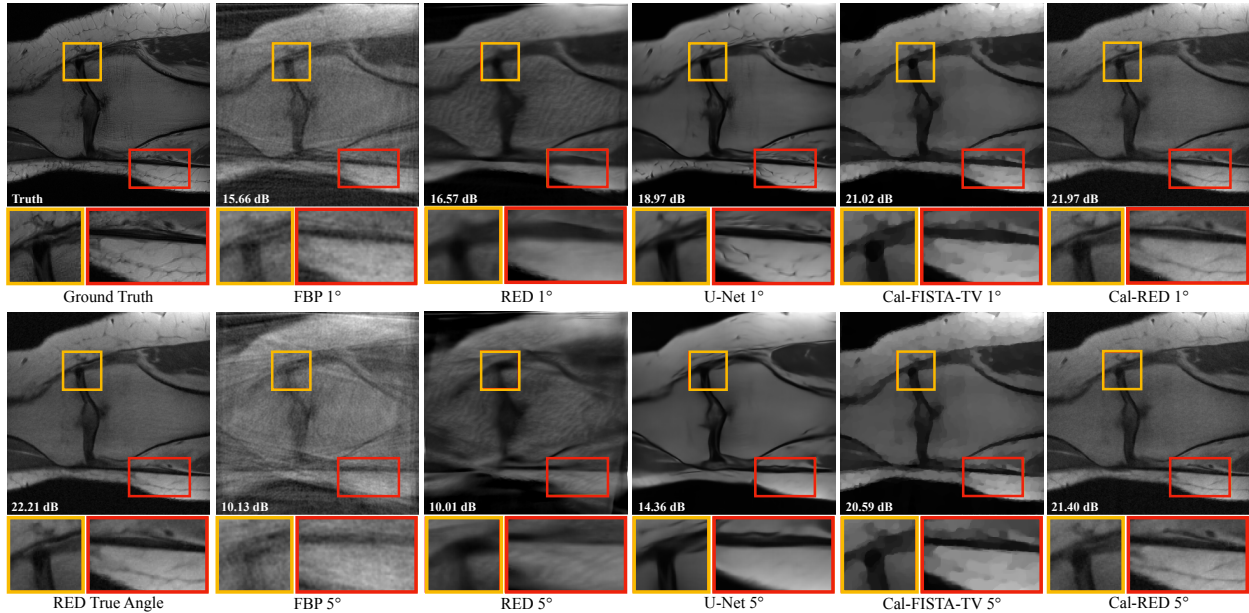 Truth
15.66 dB
16.57 dB
18.97 dB
21.02 dB
21.97 dB
Ground Truth
FBP 1°
RED 1°
U-Net 1°
Cal-FISTA-TV 1°
Cal-RED 1°
22.21 dB
10.13 dB
10.01 dB
14.36 dB
20.59 dB
21.40 dB
RED True Angle
FBP 5°
RED 5°
U-Net 5°
Cal-FISTA-TV 5°
Cal-RED 5°